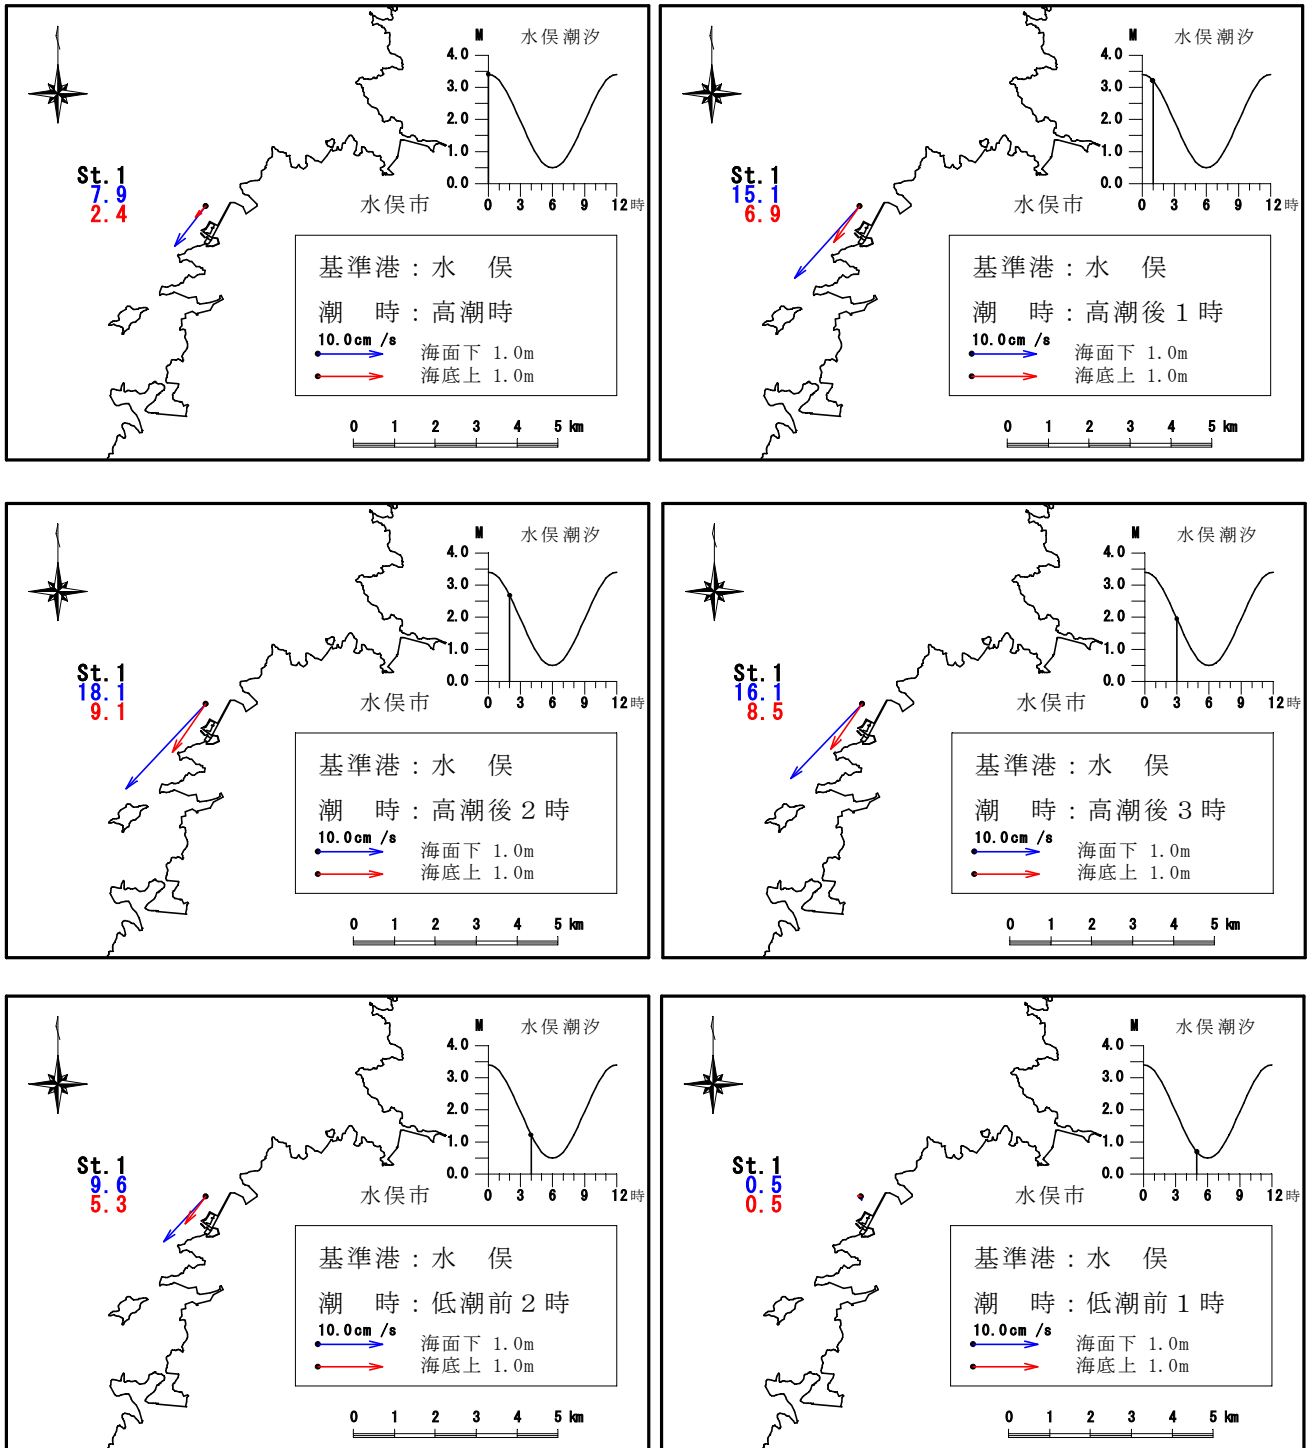 M 水俣潮汐
4.0
3.0
2.0
1.0
0.0
0 3 6 9 12時
St.1
7.9
2.4
水俣市
基準港：水　俣
潮　時：高潮時
10.0cm /s
海面下 1.0m
海底上 1.0m
0 1 2 3 4 5 km
M 水俣潮汐
4.0
3.0
2.0
1.0
0.0
0 3 6 9 12時
St.1
15.1
6.9
水俣市
基準港：水　俣
潮　時：高潮後１時
10.0cm /s
海面下 1.0m
海底上 1.0m
0 1 2 3 4 5 km
M 水俣潮汐
4.0
3.0
2.0
1.0
0.0
0 3 6 9 12時
St.1
18.1
9.1
水俣市
基準港：水　俣
潮　時：高潮後２時
10.0cm /s
海面下 1.0m
海底上 1.0m
0 1 2 3 4 5 km
M 水俣潮汐
4.0
3.0
2.0
1.0
0.0
0 3 6 9 12時
St.1
16.1
8.5
水俣市
基準港：水　俣
潮　時：高潮後３時
10.0cm /s
海面下 1.0m
海底上 1.0m
0 1 2 3 4 5 km
M 水俣潮汐
4.0
3.0
2.0
1.0
0.0
0 3 6 9 12時
St.1
9.6
5.3
水俣市
基準港：水　俣
潮　時：低潮前２時
10.0cm /s
海面下 1.0m
海底上 1.0m
0 1 2 3 4 5 km
M 水俣潮汐
4.0
3.0
2.0
1.0
0.0
0 3 6 9 12時
St.1
0.5
0.5
水俣市
基準港：水　俣
潮　時：低潮前１時
10.0cm /s
海面下 1.0m
海底上 1.0m
0 1 2 3 4 5 km